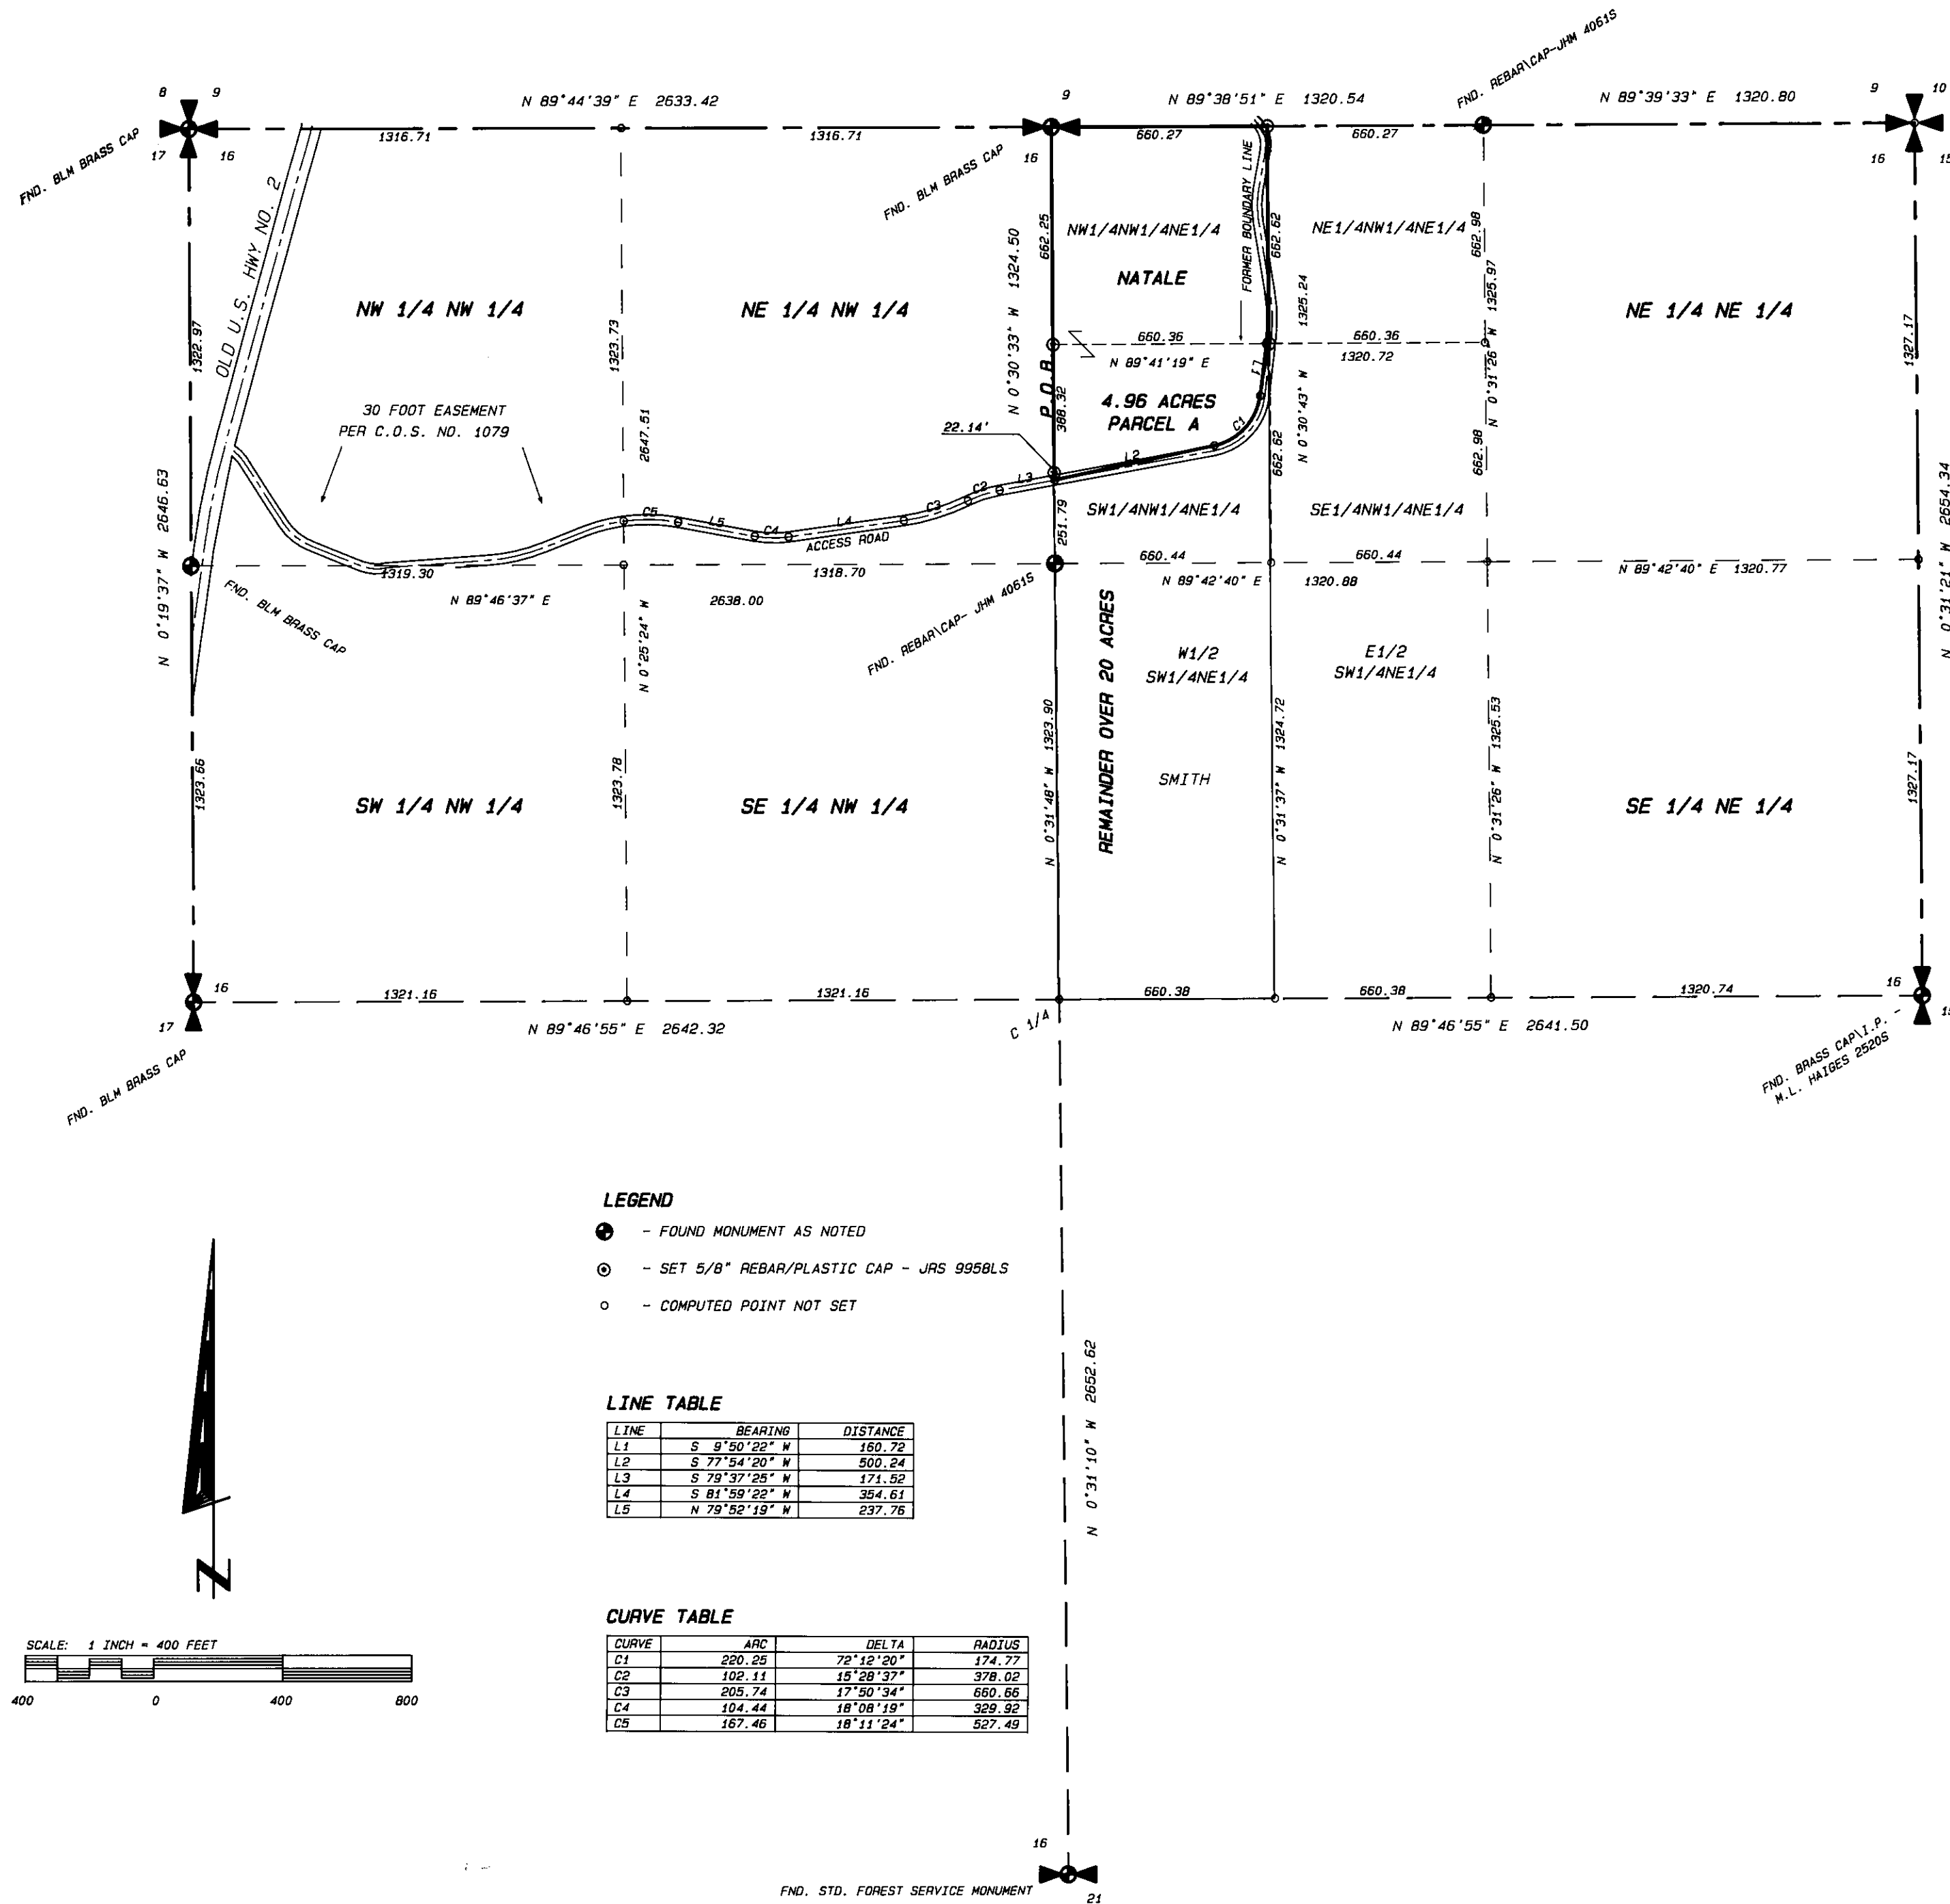 FND. REBAR\CAP-JHM 4061S
8 9
N 89°44'39" E 2633.42
9
N 89°38'51" E 1320.54
N 89°39'33" E 1320.80
9 10
FND. BLM BRASS CAP
1316.71
1316.71
660.27
660.27
17 16
16
16 15
FND. BLM BRASS CAP
OLD U.S. HWY NO. 2
1322.97
1323.73
N 0°30'33" W 1324.50
662.25
NW1/4NW1/4NE1/4
NATALE
FORMER BOUNDARY LINE
662.62
NE1/4NW1/4NE1/4
662.98
N 0°31'26" W 1325.97
1325.24
N 0°30'43" W
NW 1/4 NW 1/4
NE 1/4 NW 1/4
NE 1/4 NE 1/4
1327.17
660.36
660.36
N 89°41'19" E
1320.72
P.O.B
388.32
L1
4.96 ACRES
PARCEL A
C1
30 FOOT EASEMENT
PER C.O.S. NO. 1079
22.14'
2647.51
L2
662.62
662.98
N 0°19'37" W 2646.63
N 0°31'21" W 2654.34
C5
L5
C4
L4
C3
C2
L3
ACCESS ROAD
251.79
SW1/4NW1/4NE1/4
SE1/4NW1/4NE1/4
1319.30
1318.70
660.44
660.44
N 89°42'40" E 1320.88
N 89°42'40" E 1320.77
N 89°46'37" E
2638.00
FND. BLM BRASS CAP
N 0°25'24" W
FND. REBAR\CAP- JHM 4061S
REMAINDER OVER 20 ACRES
W1/2
SW1/4NE1/4
E1/2
SW1/4NE1/4
1323.66
1323.78
N 0°31'48" W 1323.90
SMITH
N 0°31'37" W 1324.72
N 0°31'26" W 1325.53
1327.17
SW 1/4 NW 1/4
SE 1/4 NW 1/4
SE 1/4 NE 1/4
16
1321.16
1321.16
660.38
660.38
1320.74
16
17
N 89°46'55" E 2642.32
C 1/4
N 89°46'55" E 2641.50
15
FND. BLM BRASS CAP
FND. BRASS CAP\I.P. -
M.L. HAIGES 2520S
LEGEND
- FOUND MONUMENT AS NOTED
- SET 5/8" REBAR/PLASTIC CAP - JRS 9958LS
- COMPUTED POINT NOT SET
N 0°31'10" W 2652.62
LINE TABLE
LINE BEARING DISTANCE
L1 S 9°50'22" W 160.72
L2 S 77°54'20" W 500.24
L3 S 79°37'25" W 171.52
L4 S 81°59'22" W 354.61
L5 N 79°52'19" W 237.76
N
CURVE TABLE
CURVE ARC DELTA RADIUS
C1 220.25 72°12'20" 174.77
C2 102.11 15°28'37" 378.02
C3 205.74 17°50'34" 660.66
C4 104.44 18°08'19" 329.92
C5 167.46 18°11'24" 527.49
SCALE: 1 INCH = 400 FEET
400 0 400 800
16
FND. STD. FOREST SERVICE MONUMENT
21